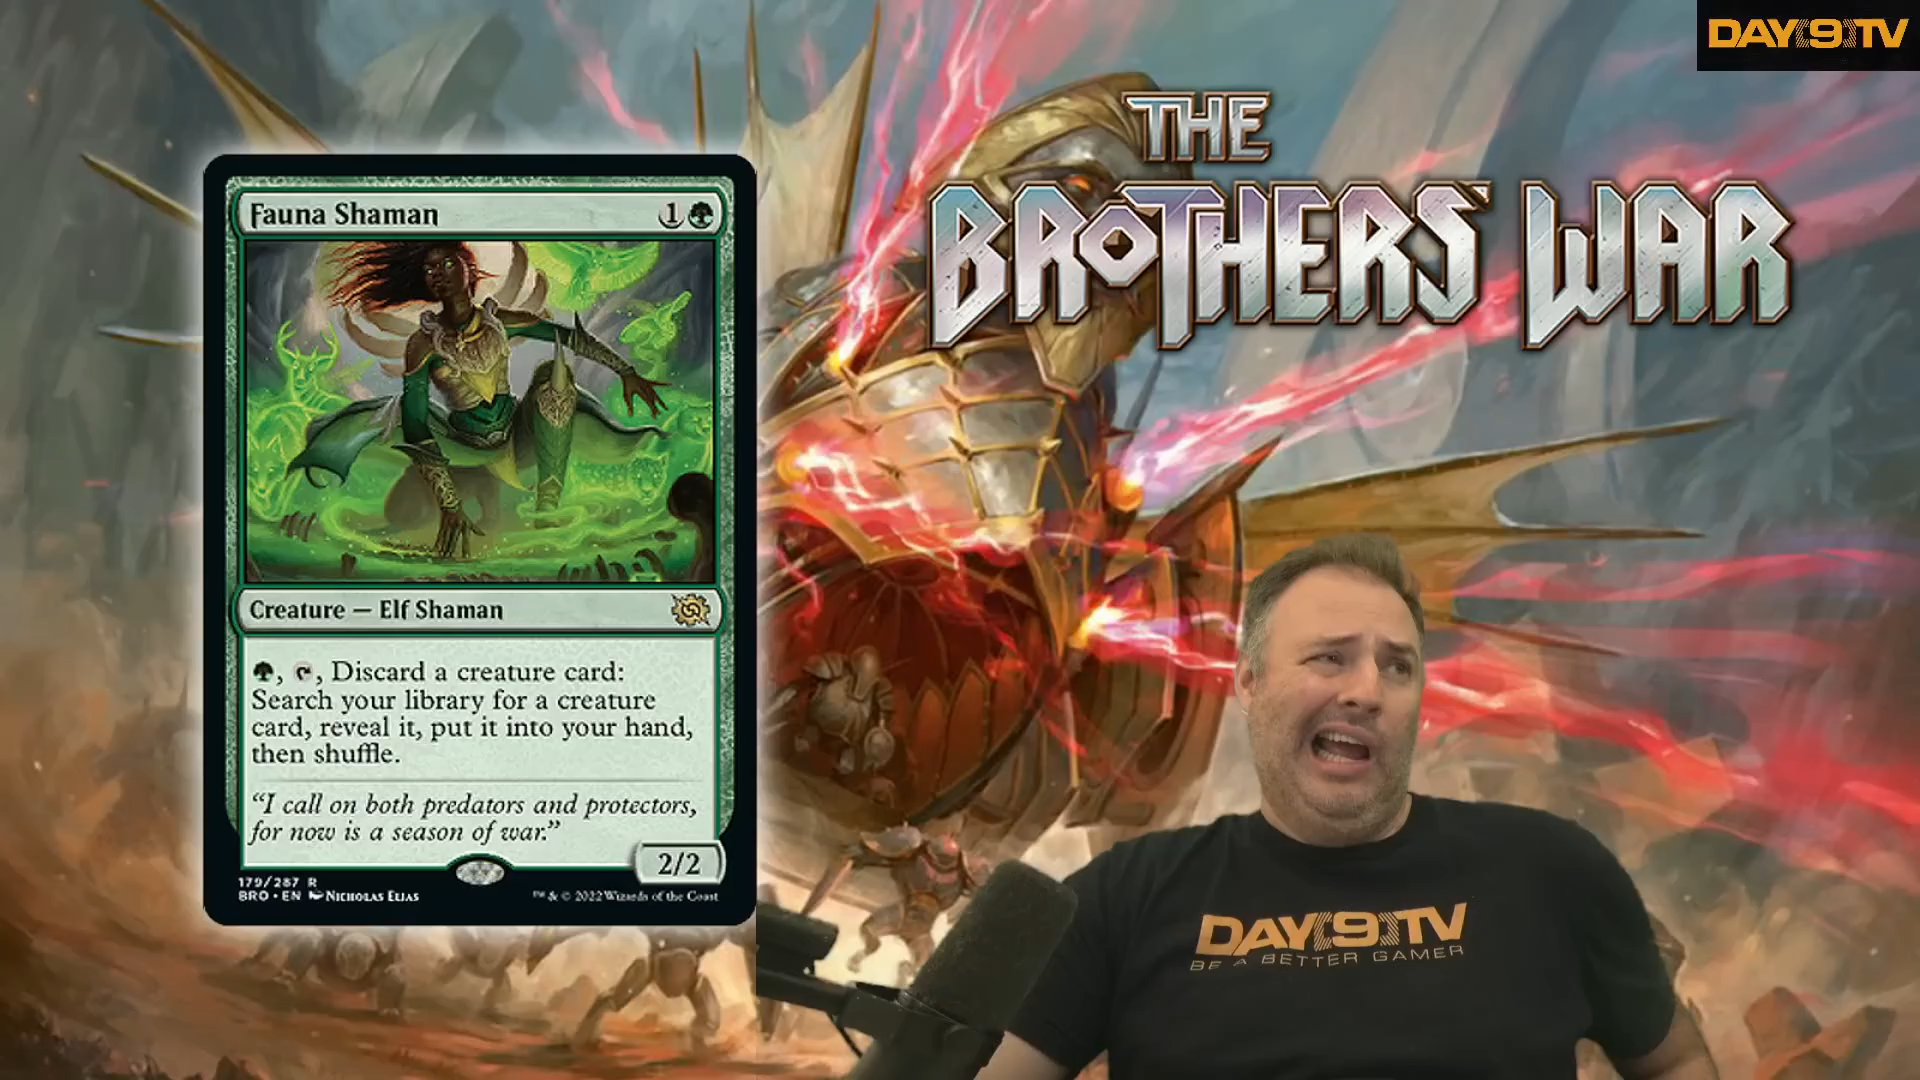 DAY[9]TV
THE
BROTHERS' WAR
Fauna Shaman 1
Creature — Elf Shaman
, , Discard a creature card:
Search your library for a creature
card, reveal it, put it into your hand,
then shuffle.
“I call on both predators and protectors,
for now is a season of war.”
2/2
179/287 R
BRO • EN Nicholas Elias
™ & © 2022 Wizards of the Coast
DAY[9]TV
BE A BETTER GAMER